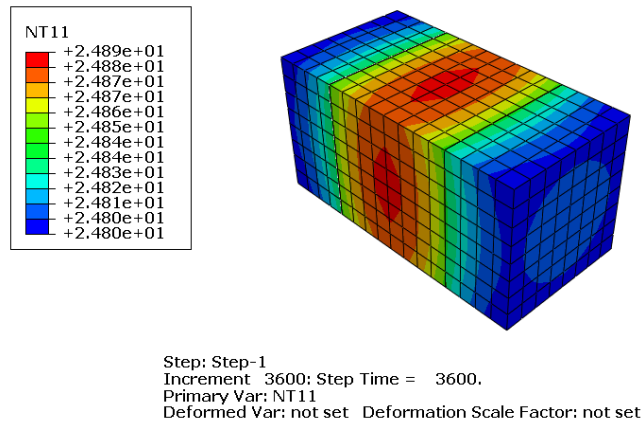 NT11
+2.489e+01
+2.488e+01
+2.487e+01
+2.487e+01
+2.486e+01
+2.485e+01
+2.484e+01
+2.484e+01
+2.483e+01
+2.482e+01
+2.481e+01
+2.480e+01
+2.480e+01
Step: Step-1
Increment 3600: Step Time = 3600.
Primary Var: NT11
Deformed Var: not set Deformation Scale Factor: not set